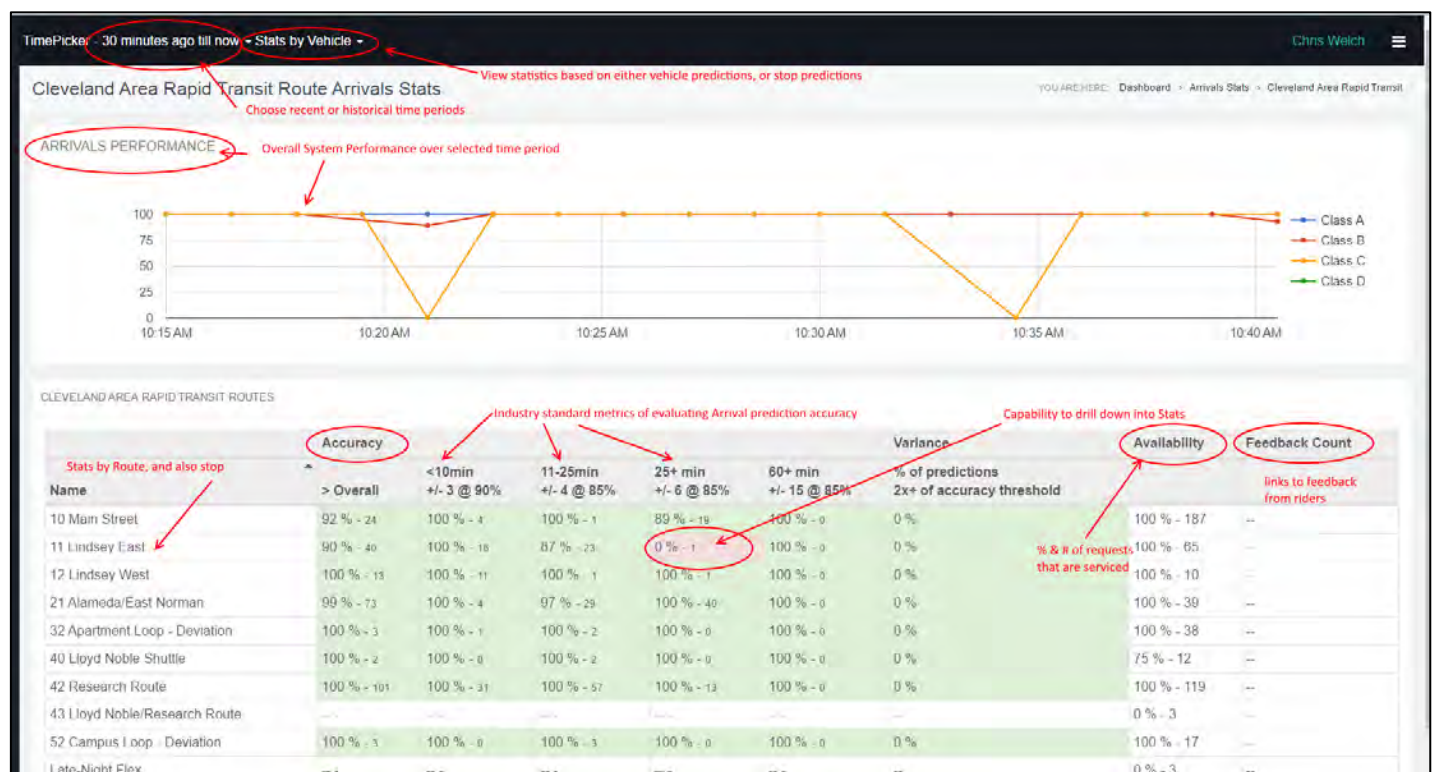 TimePicker - 30 minutes ago till now - Stats by Vehicle -
Chris Welch
View statistics based on either vehicle predictions, or stop predictions
Cleveland Area Rapid Transit Route Arrivals Stats
YOU ARE HERE: Dashboard > Arrivals Stats > Cleveland Area Rapid Transit
Choose recent or historical time periods
ARRIVALS PERFORMANCE
Overall System Performance over selected time period
100
75
50
25
0
Class A
Class B
Class C
Class D
10:15 AM 10:20 AM 10:25 AM 10:30 AM 10:35 AM 10:40 AM
CLEVELAND AREA RAPID TRANSIT ROUTES
Industry standard metrics of evaluating Arrival prediction accuracy
Capability to drill down into Stats
Accuracy Variance Availability Feedback Count
Stats by Route, and also stop
<10min 11-25min 25+ min 60+ min % of predictions
Name > Overall +/- 3 @ 90% +/- 4 @ 85% +/- 6 @ 85% +/- 15 @ 85% 2x+ of accuracy threshold
links to feedback
from riders
10 Main Street 92 % - 24 100 % - 4 100 % - 1 89 % - 19 100 % - 0 0 % 100 % - 187 --
11 Lindsey East 90 % - 40 100 % - 16 87 % - 23 0 % - 1 100 % - 0 0 % 100 % - 65 --
% & # of requests
that are serviced
12 Lindsey West 100 % - 13 100 % - 11 100 % - 1 100 % - 1 100 % - 0 0 % 100 % - 10 --
21 Alameda/East Norman 99 % - 73 100 % - 4 97 % - 29 100 % - 40 100 % - 0 0 % 100 % - 39 --
32 Apartment Loop - Deviation 100 % - 3 100 % - 1 100 % - 2 100 % - 0 100 % - 0 0 % 100 % - 38 --
40 Lloyd Noble Shuttle 100 % - 2 100 % - 0 100 % - 2 100 % - 0 100 % - 0 0 % 75 % - 12 --
42 Research Route 100 % - 101 100 % - 31 100 % - 57 100 % - 13 100 % - 0 0 % 100 % - 119 --
43 Lloyd Noble/Research Route -- -- -- -- -- -- 0 % - 3 --
52 Campus Loop - Deviation 100 % - 3 100 % - 0 100 % - 3 100 % - 0 100 % - 0 0 % 100 % - 17 --
Late-Night Flex -- -- -- -- -- -- 0 % - 3 --